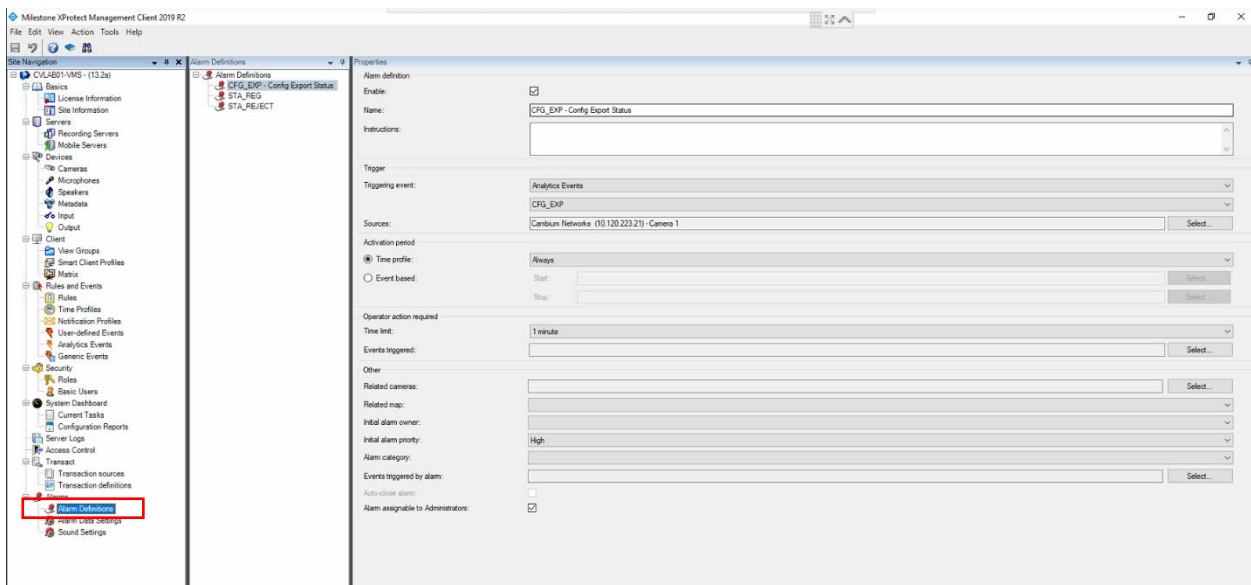 Milestone XProtect Management Client 2019 R2
File Edit View Action Tools Help
Site Navigation
CVLAB01-VMS - (13.2a)
Basics
License Information
Site Information
Servers
Recording Servers
Mobile Servers
Devices
Cameras
Microphones
Speakers
Metadata
Input
Output
Client
View Groups
Smart Client Profiles
Matrix
Rules and Events
Rules
Time Profiles
Notification Profiles
User-defined Events
Analytics Events
Generic Events
Security
Roles
Basic Users
System Dashboard
Current Tasks
Configuration Reports
Server Logs
Access Control
Transact
Transaction sources
Transaction definitions
Alarms
Alarm Definitions
Alarm Data Settings
Sound Settings
Alarm Definitions
Alarm Definitions
CFG_EXP - Config Export Status
STA_REG
STA_REJECT
Properties
Alarm definition
Enable:
Name: CFG_EXP - Config Export Status
Instructions:
Trigger
Triggering event: Analytics Events
CFG_EXP
Sources: Cambium Networks (10.120.223.21) - Camera 1 Select...
Activation period
Time profile: Always
Event based: Start: Select...
Stop: Select...
Operator action required
Time limit: 1 minute
Events triggered: Select...
Other
Related cameras: Select...
Related map:
Initial alarm owner:
Initial alarm priority: High
Alarm category:
Events triggered by alarm: Select...
Auto-close alarm:
Alarm assignable to Administrators: